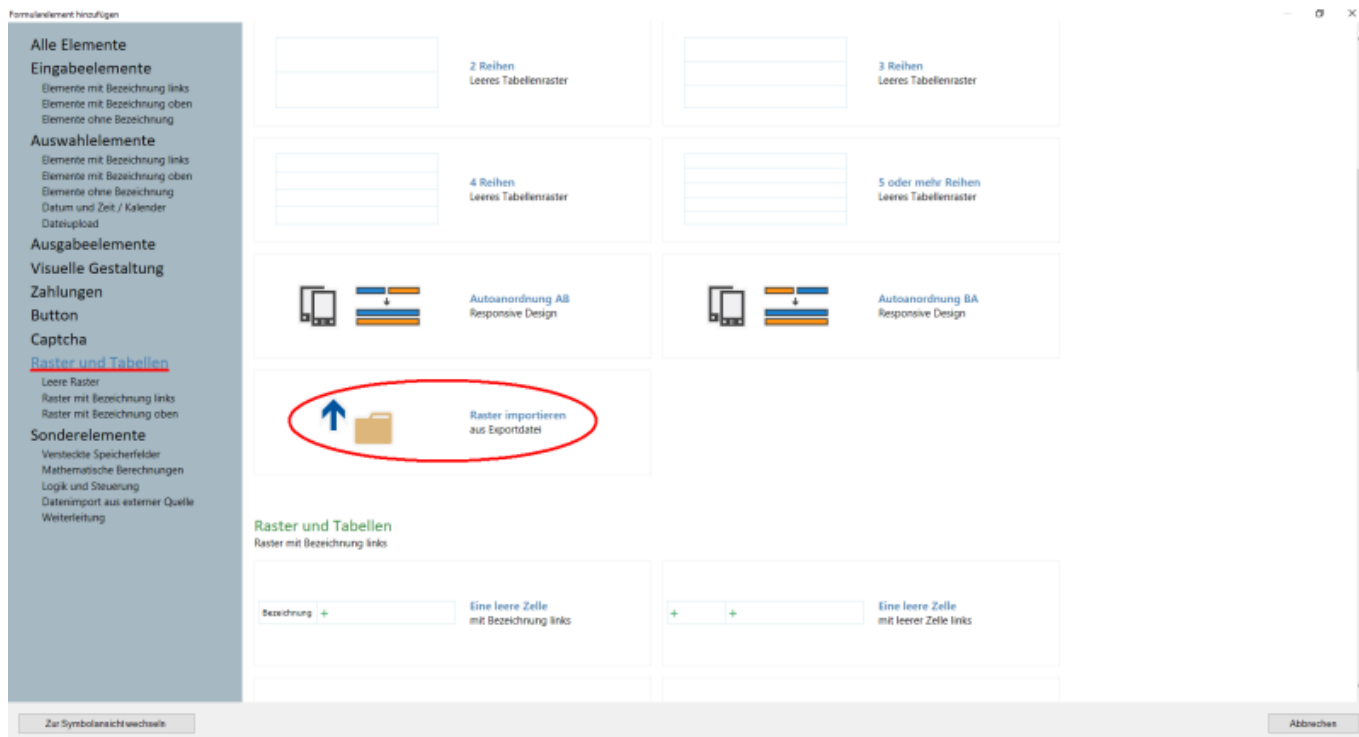 Formularelement hinzufügen
Alle Elemente
Eingabeelemente
Elemente mit Bezeichnung links
Elemente mit Bezeichnung oben
Elemente ohne Bezeichnung
Auswahlelemente
Elemente mit Bezeichnung links
Elemente mit Bezeichnung oben
Elemente ohne Bezeichnung
Datum und Zeit / Kalender
Dateiupload
Ausgabeelemente
Visuelle Gestaltung
Zahlungen
Button
Captcha
Raster und Tabellen
Leere Raster
Raster mit Bezeichnung links
Raster mit Bezeichnung oben
Sonderelemente
Versteckte Speicherfelder
Mathematische Berechnungen
Logik und Steuerung
Datenimport aus externer Quelle
Weiterleitung
2 Reihen
Leeres Tabellenraster
3 Reihen
Leeres Tabellenraster
4 Reihen
Leeres Tabellenraster
5 oder mehr Reihen
Leeres Tabellenraster
Autoanordnung AB
Responsive Design
Autoanordnung BA
Responsive Design
Raster importieren
aus Exportdatei
Raster und Tabellen
Raster mit Bezeichnung links
Bezeichnung +
Eine leere Zelle
mit Bezeichnung links
+ +
Eine leere Zelle
mit leerer Zelle links
Zur Symbolansicht wechseln
Abbrechen